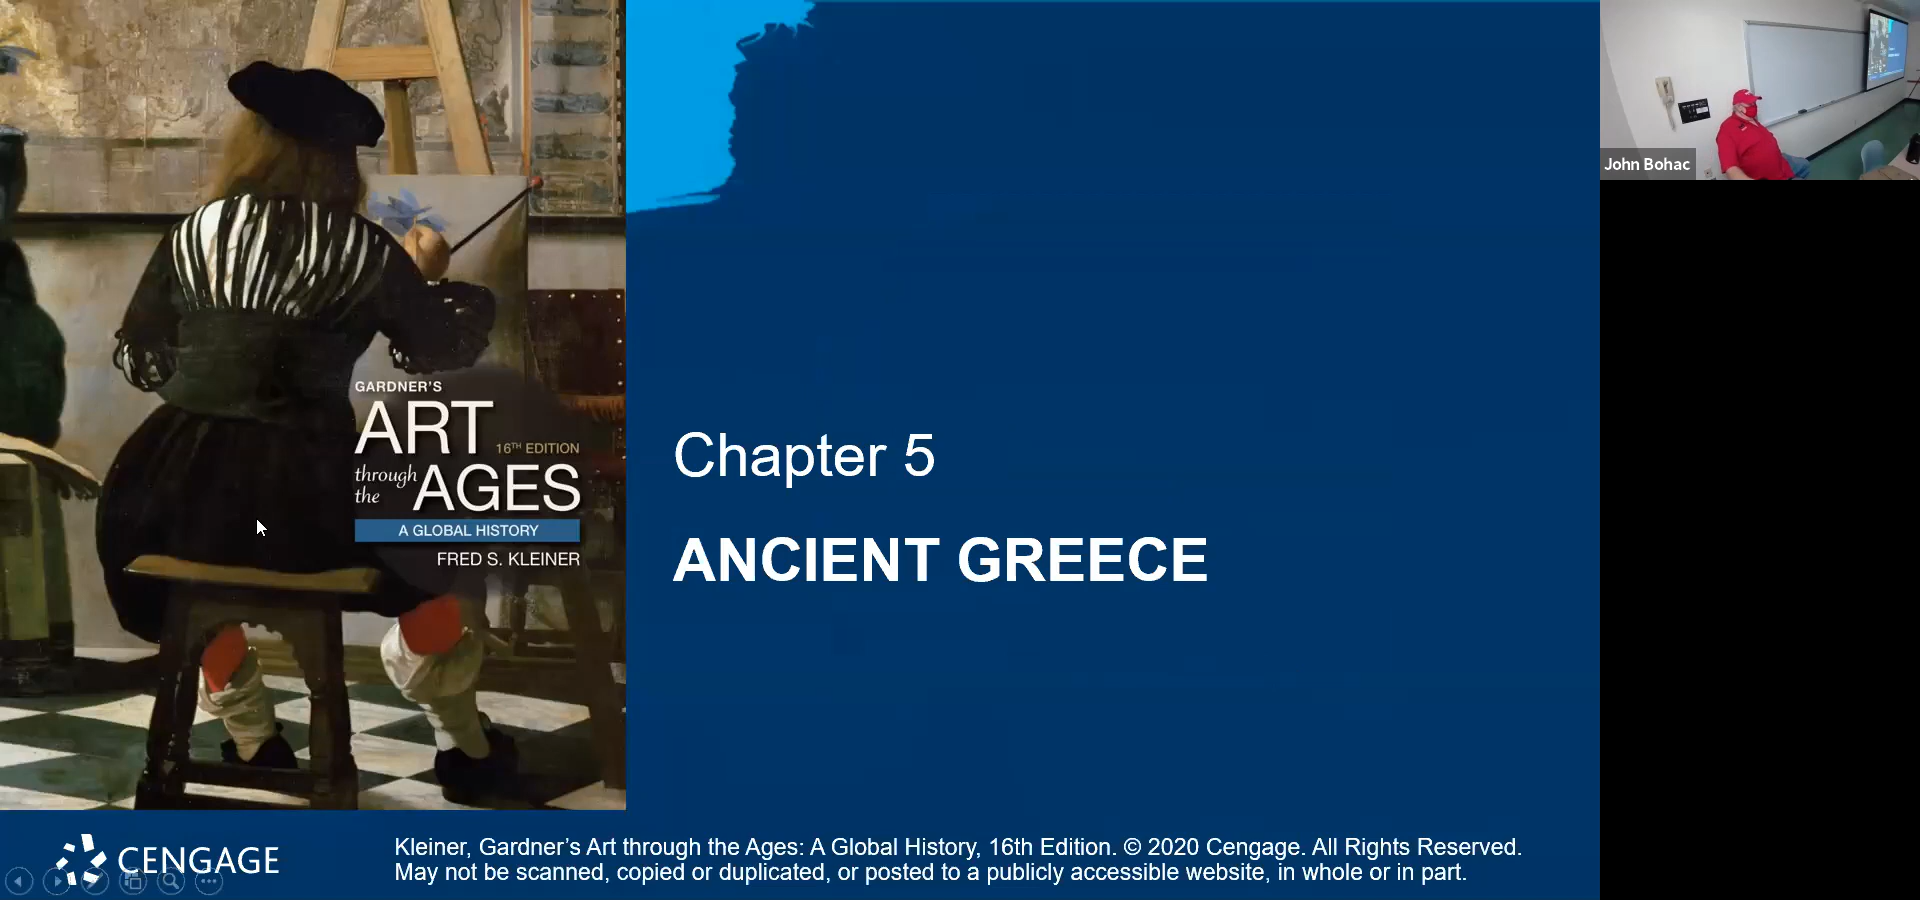 GARDNER'S
ART
16TH EDITION
through
the
AGES
A GLOBAL HISTORY
FRED S. KLEINER
Chapter 5
ANCIENT GREECE
CENGAGE
Kleiner, Gardner’s Art through the Ages: A Global History, 16th Edition. © 2020 Cengage. All Rights Reserved.
May not be scanned, copied or duplicated, or posted to a publicly accessible website, in whole or in part.
John Bohac